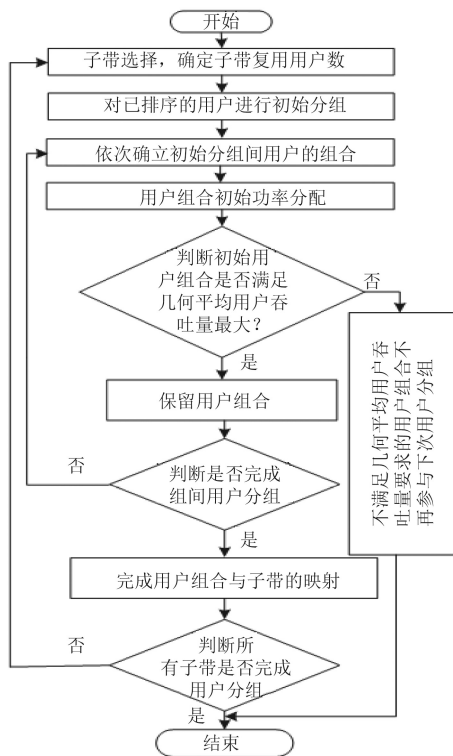 开始
子带选择，确定子带复用用户数
对已排序的用户进行初始分组
依次确立初始分组间用户的组合
用户组合初始功率分配
判断初始用
户组合是否满足
几何平均用户吞
吐量最大？
否
是
保留用户组合
不满足几何平均用户吞
吐量要求的用户组合不
再参与下次用户分组
否
判断是否完成
组间用户分组
是
完成用户组合与子带的映射
否
判断所
有子带是否完成
用户分组
是
结束